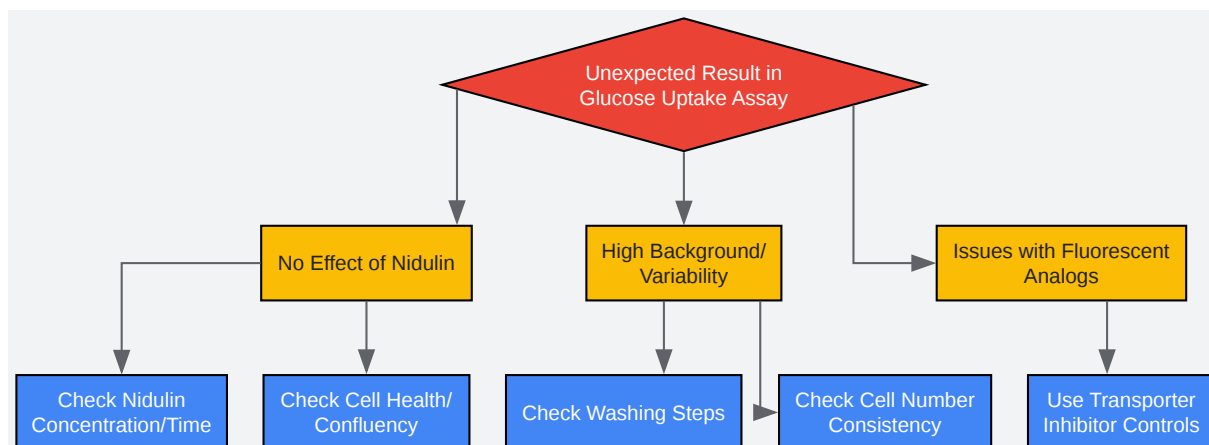 Unexpected Result in
Glucose Uptake Assay
No Effect of Nidulin
High Background/
Variability
Issues with Fluorescent
Analogs
Check Nidulin
Concentration/Time
Check Cell Health/
Confluency
Check Washing Steps
Check Cell Number
Consistency
Use Transporter
Inhibitor Controls